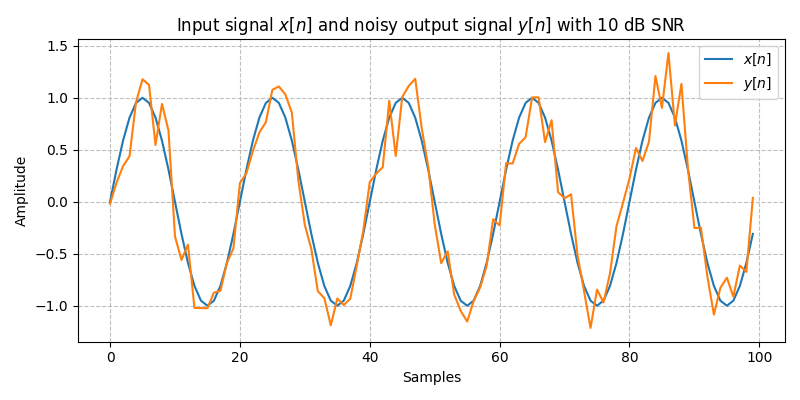 Input signal x[n] and noisy output signal y[n] with 10 dB SNR
x[n]
y[n]
1.5
1.0
0.5
0.0
−0.5
−1.0
Amplitude
0 20 40 60 80 100
Samples